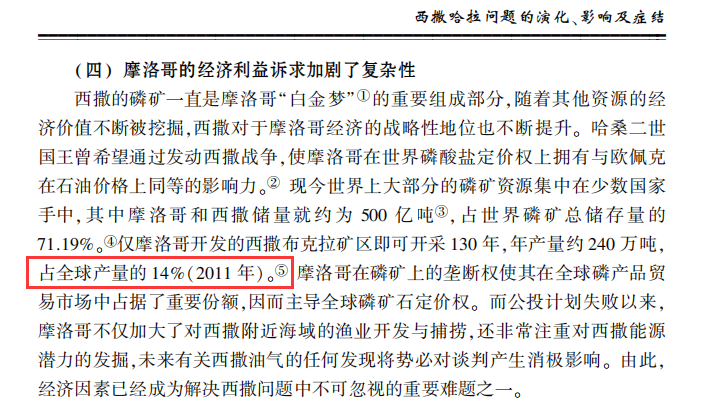 西撒哈拉问题的演化、影响及症结
(四) 摩洛哥的经济利益诉求加剧了复杂性
西撒的磷矿一直是摩洛哥“白金梦”①的重要组成部分,随着其他资源的经
济价值不断被挖掘,西撒对于摩洛哥经济的战略性地位也不断提升。哈桑二世
国王曾希望通过发动西撒战争,使摩洛哥在世界磷酸盐定价权上拥有与欧佩克
在石油价格上同等的影响力。② 现今世界上大部分的磷矿资源集中在少数国家
手中,其中摩洛哥和西撒储量就约为 500 亿吨③,占世界磷矿总储存量的
71.19%。④仅摩洛哥开发的西撒布克拉矿区即可开采 130 年,年产量约 240 万吨,
占全球产量的 14%(2011 年)。⑤ 摩洛哥在磷矿上的垄断权使其在全球磷产品贸
易市场中占据了重要份额,因而主导全球磷矿石定价权。而公投计划失败以来,
摩洛哥不仅加大了对西撒附近海域的渔业开发与捕捞,还非常注重对西撒能源
潜力的发掘,未来有关西撒油气的任何发现将势必对谈判产生消极影响。由此,
经济因素已经成为解决西撒问题中不可忽视的重要难题之一。